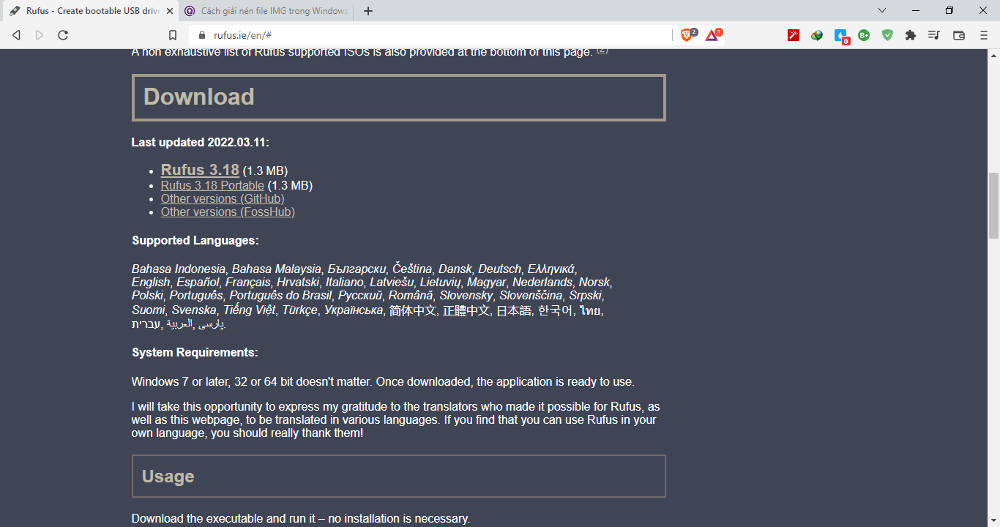 Rufus - Create bootable USB drive
Cách giải nén file IMG trong Windows
rufus.ie/en/#
2
1
0
B+
A non exhaustive list of Rufus supported ISOs is also provided at the bottom of this page. (2)
Download
Last updated 2022.03.11:
Rufus 3.18 (1.3 MB)
Rufus 3.18 Portable (1.3 MB)
Other versions (GitHub)
Other versions (FossHub)
Supported Languages:
Bahasa Indonesia, Bahasa Malaysia, Български, Čeština, Dansk, Deutsch, Ελληνικά,
English, Español, Français, Hrvatski, Italiano, Latviešu, Lietuvių, Magyar, Nederlands, Norsk,
Polski, Português, Português do Brasil, Русский, Română, Slovensky, Slovenščina, Srpski,
Suomi, Svenska, Tiếng Việt, Türkçe, Українська, 简体中文, 正體中文, 日本語, 한국어, ไทย,
עברית, العربية, پارسی.
System Requirements:
Windows 7 or later, 32 or 64 bit doesn't matter. Once downloaded, the application is ready to use.
I will take this opportunity to express my gratitude to the translators who made it possible for Rufus, as
well as this webpage, to be translated in various languages. If you find that you can use Rufus in your
own language, you should really thank them!
Usage
Download the executable and run it – no installation is necessary.